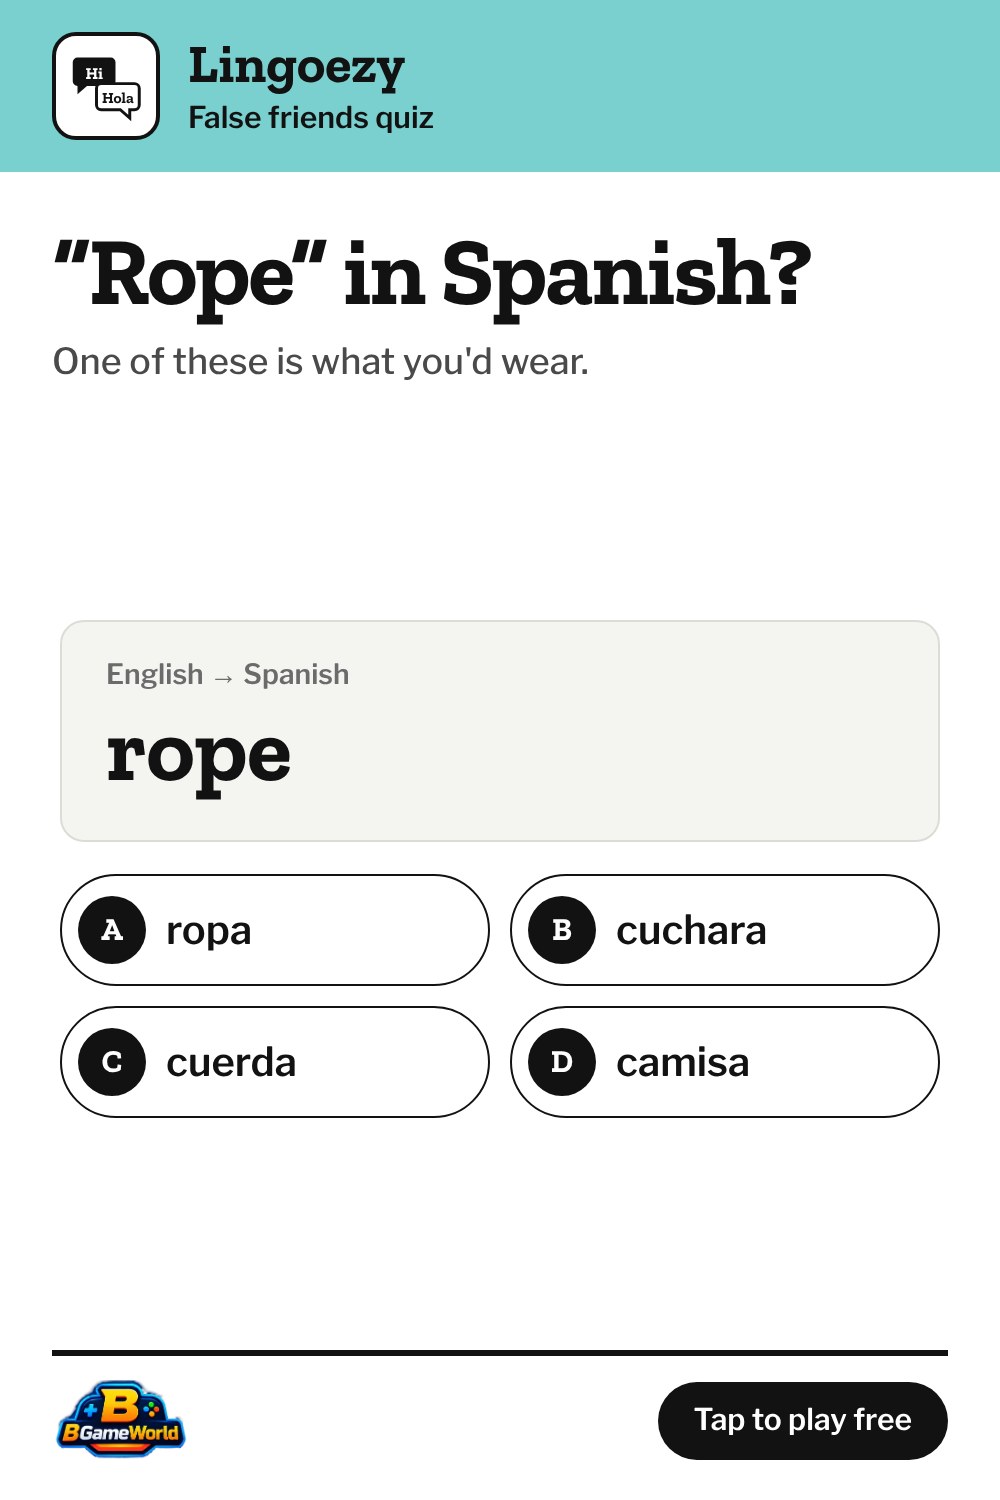 Hi
Hola
Lingoezy
False friends quiz
"Rope" in Spanish?
One of these is what you'd wear.
English → Spanish
rope
A ropa
B cuchara
C cuerda
D camisa
B
BGameWorld
Tap to play free